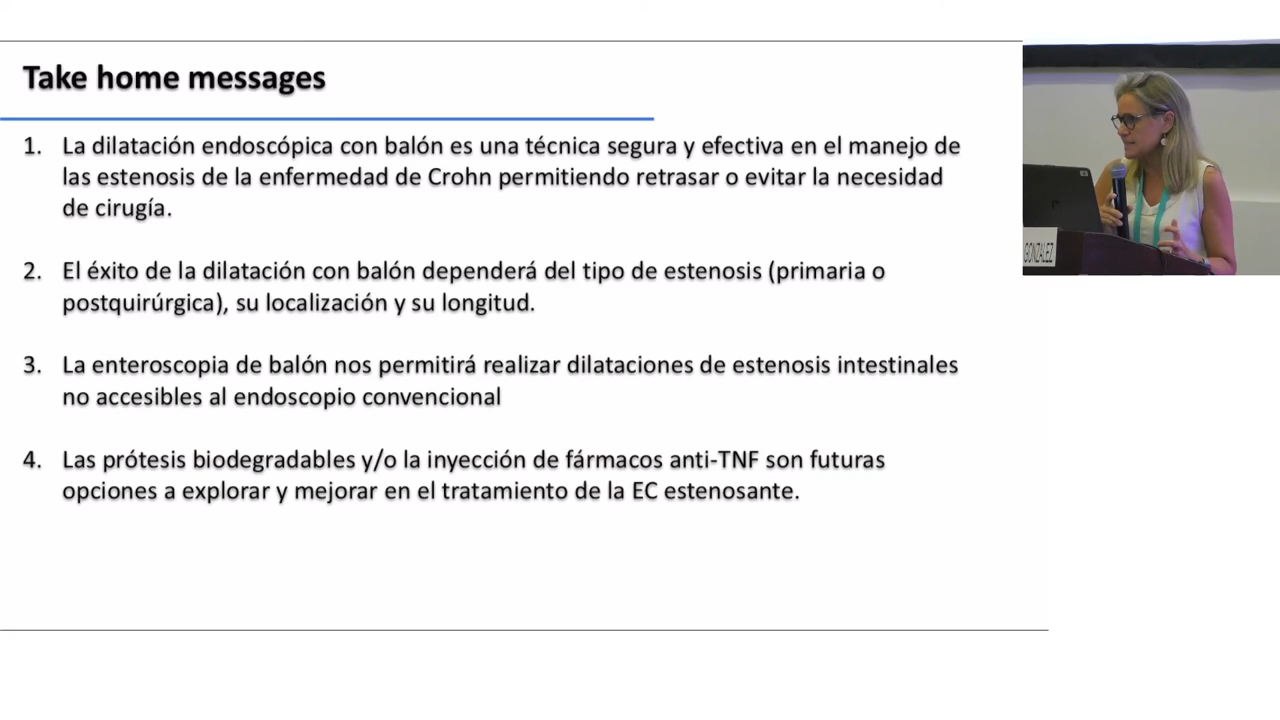 Take home messages
1. La dilatación endoscópica con balón es una técnica segura y efectiva en el manejo de
las estenosis de la enfermedad de Crohn permitiendo retrasar o evitar la necesidad
de cirugía.
2. El éxito de la dilatación con balón dependerá del tipo de estenosis (primaria o
postquirúrgica), su localización y su longitud.
3. La enteroscopia de balón nos permitirá realizar dilataciones de estenosis intestinales
no accesibles al endoscopio convencional
4. Las prótesis biodegradables y/o la inyección de fármacos anti-TNF son futuras
opciones a explorar y mejorar en el tratamiento de la EC estenosante.
GONZALEZ